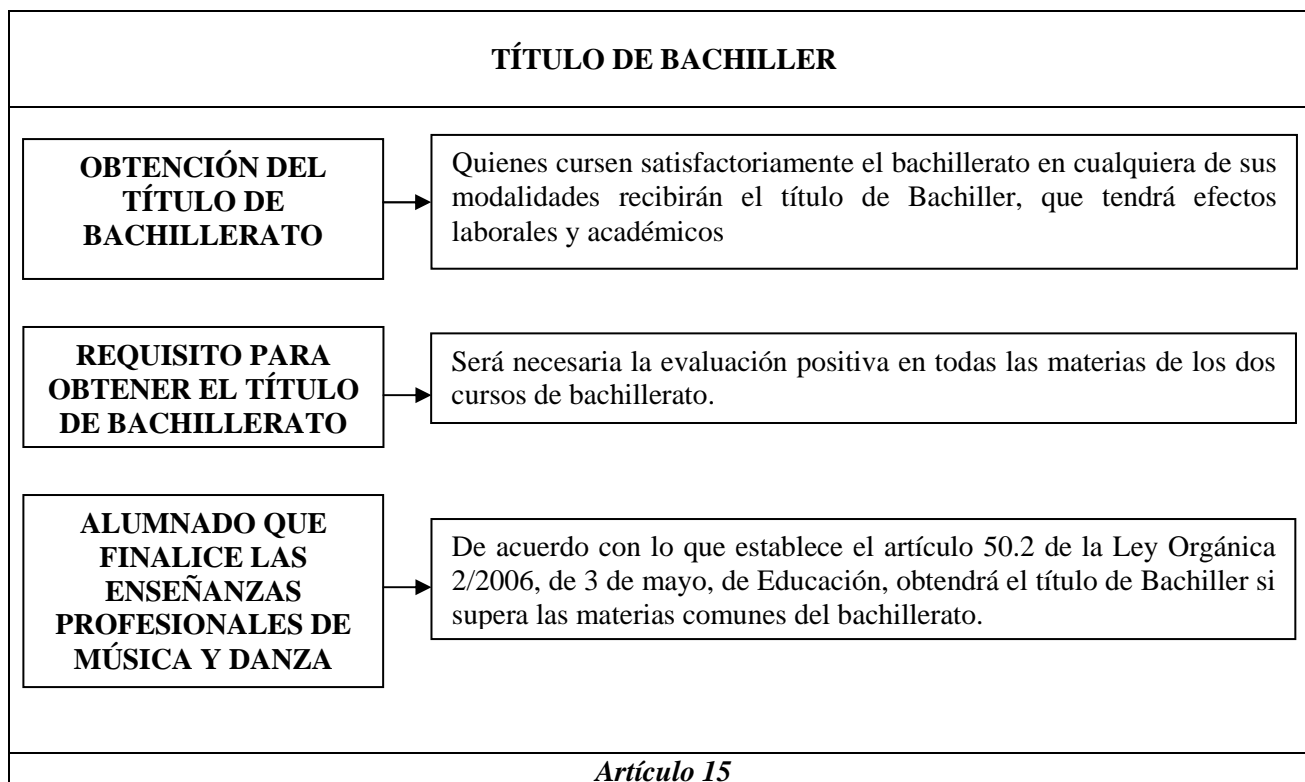 TÍTULO DE BACHILLER
OBTENCIÓN DEL
TÍTULO DE
BACHILLERATO
Quienes cursen satisfactoriamente el bachillerato en cualquiera de sus
modalidades recibirán el título de Bachiller, que tendrá efectos
laborales y académicos
REQUISITO PARA
OBTENER EL TÍTULO
DE BACHILLERATO
Será necesaria la evaluación positiva en todas las materias de los dos
cursos de bachillerato.
ALUMNADO QUE
FINALICE LAS
ENSEÑANZAS
PROFESIONALES DE
MÚSICA Y DANZA
De acuerdo con lo que establece el artículo 50.2 de la Ley Orgánica
2/2006, de 3 de mayo, de Educación, obtendrá el título de Bachiller si
supera las materias comunes del bachillerato.
Artículo 15